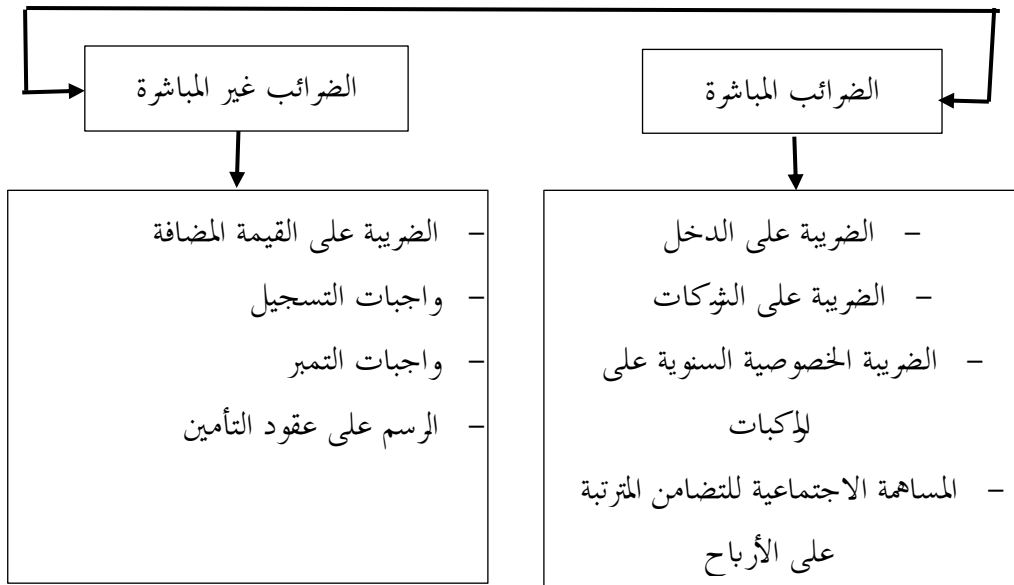 الضرائب المباشرة
– الضريبة على الدخل
– الضريبة على الشركات
– الضريبة الخصوصية السنوية على
المركبات
– المساهمة الاجتماعية للتضامن المترتبة
على الأرباح
الضرائب غير المباشرة
– الضريبة على القيمة المضافة
– واجبات التسجيل
– واجبات التمبر
– الرسم على عقود التأمين